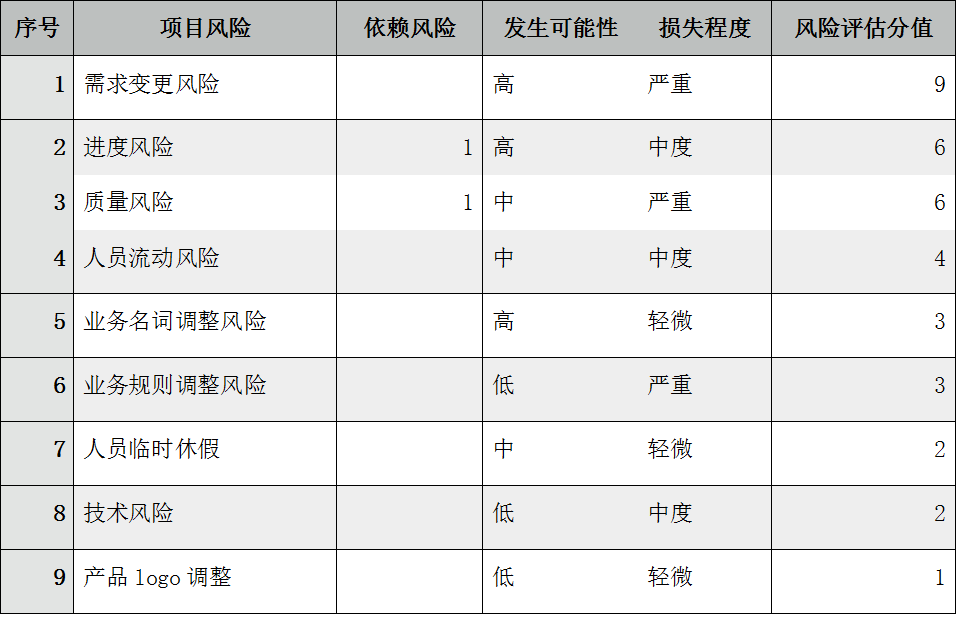 序号 项目风险 依赖风险 发生可能性 损失程度 风险评估分值
1 需求变更风险 高 严重 9
2 进度风险 1 高 中度 6
3 质量风险 1 中 严重 6
4 人员流动风险 中 中度 4
5 业务名词调整风险 高 轻微 3
6 业务规则调整风险 低 严重 3
7 人员临时休假 中 轻微 2
8 技术风险 低 中度 2
9 产品 logo 调整 低 轻微 1